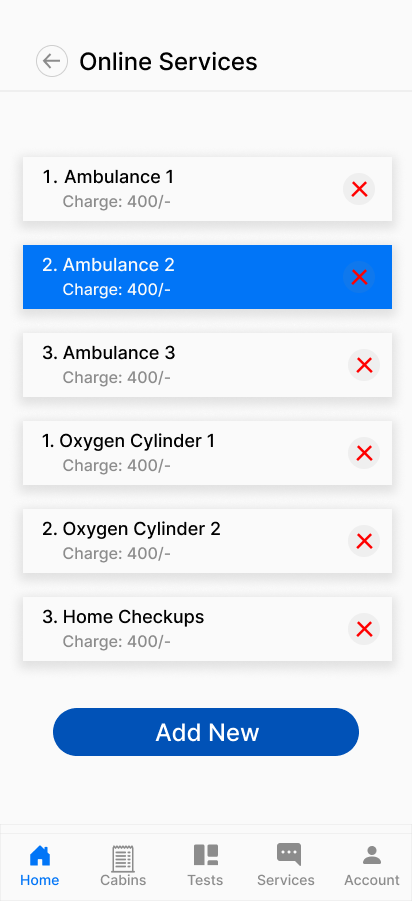 Online Services
1. Ambulance 1
Charge: 400/-
2. Ambulance 2
Charge: 400/-
3. Ambulance 3
Charge: 400/-
1. Oxygen Cylinder 1
Charge: 400/-
2. Oxygen Cylinder 2
Charge: 400/-
3. Home Checkups
Charge: 400/-
Add New
Home Cabins Tests Services Account